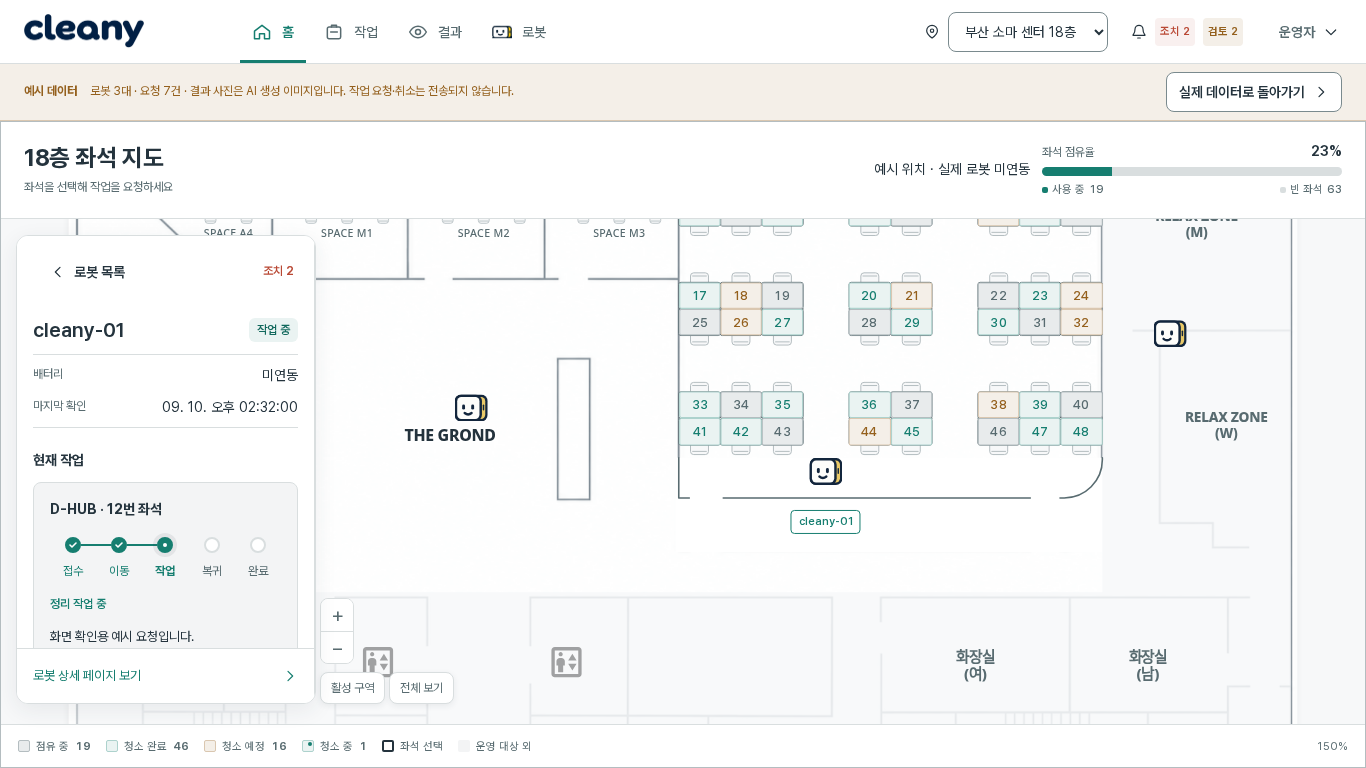 cleany
홈
작업
결과
로봇
부산 소마 센터 18층
조치 2
검토 2
운영자
예시 데이터
로봇 3대 · 요청 7건 · 결과 사진은 AI 생성 이미지입니다. 작업 요청·취소는 전송되지 않습니다.
실제 데이터로 돌아가기
18층 좌석 지도
좌석을 선택해 작업을 요청하세요
예시 위치 · 실제 로봇 미연동
좌석 점유율
23%
사용 중 19
빈 좌석 63
SPACE A4
SPACE M1
SPACE M2
SPACE M3
RELAX ZONE
(M)
로봇 목록
조치 2
cleany-01
작업 중
배터리
미연동
마지막 확인
09. 10. 오후 02:32:00
현재 작업
D-HUB · 12번 좌석
접수
이동
작업
복귀
완료
정리 작업 중
화면 확인용 예시 요청입니다.
로봇 상세 페이지 보기
17 18 19 20 21 22 23 24
25 26 27 28 29 30 31 32
33 34 35 36 37 38 39 40
41 42 43 44 45 46 47 48
THE GROND
RELAX ZONE
(W)
cleany-01
+
−
활성 구역
전체 보기
화장실
(여)
화장실
(남)
점유 중 19
청소 완료 46
청소 예정 16
청소 중 1
좌석 선택
운영 대상 외
150%